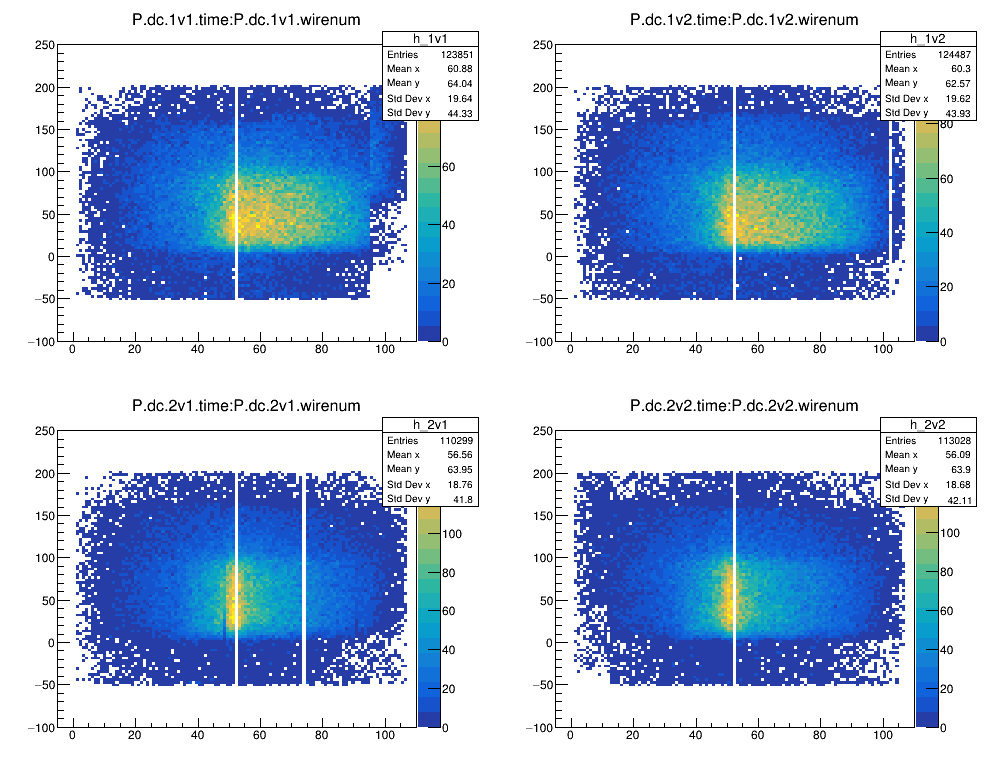 P.dc.1v1.time:P.dc.1v1.wirenum
h_1v1
Entries 123851
Mean x 60.88
Mean y 64.04
Std Dev x 19.64
Std Dev y 44.33
250
200
150
100
50
0
−50
−100
0 20 40 60 80 100
60
40
20
0
P.dc.1v2.time:P.dc.1v2.wirenum
h_1v2
Entries 124487
Mean x 60.3
Mean y 62.57
Std Dev x 19.62
Std Dev y 43.93
250
200
150
100
50
0
−50
−100
0 20 40 60 80 100
80
60
40
20
0
P.dc.2v1.time:P.dc.2v1.wirenum
h_2v1
Entries 110299
Mean x 56.56
Mean y 63.95
Std Dev x 18.76
Std Dev y 41.8
250
200
150
100
50
0
−50
−100
0 20 40 60 80 100
100
80
60
40
20
0
P.dc.2v2.time:P.dc.2v2.wirenum
h_2v2
Entries 113028
Mean x 56.09
Mean y 63.9
Std Dev x 18.68
Std Dev y 42.11
250
200
150
100
50
0
−50
−100
0 20 40 60 80 100
100
80
60
40
20
0